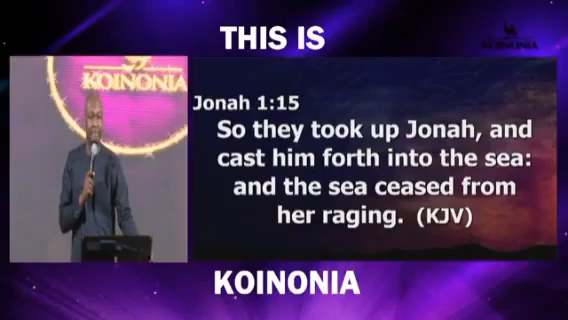 THIS IS
KOINONIA
KOINONIA
Jonah 1:15
So they took up Jonah, and
cast him forth into the sea:
and the sea ceased from
her raging. (KJV)
KOINONIA